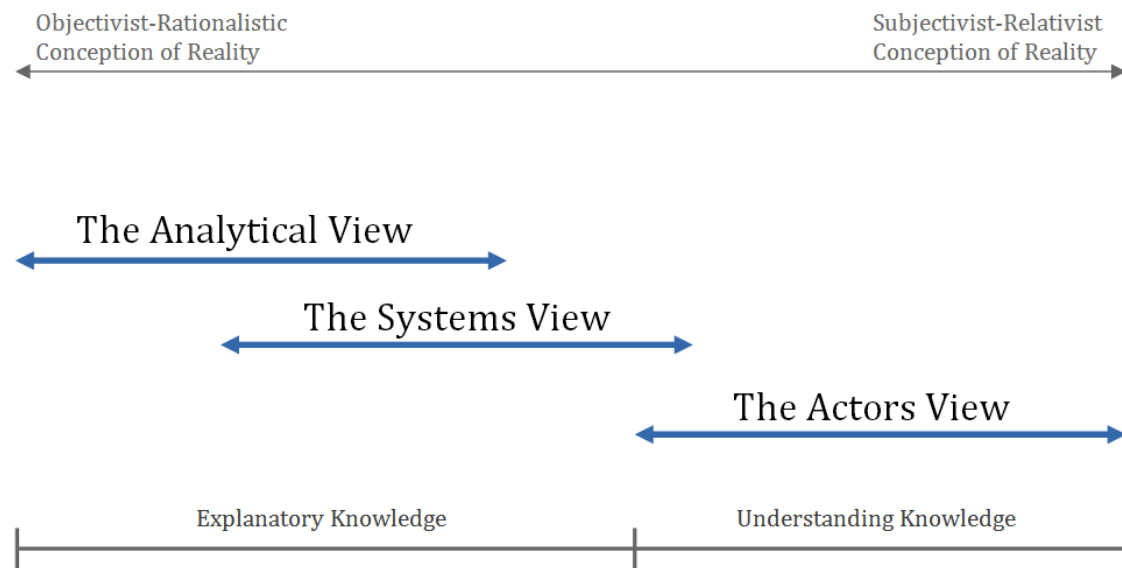 Objectivist-Rationalistic
Conception of Reality
Subjectivist-Relativist
Conception of Reality
The Analytical View
The Systems View
The Actors View
Explanatory Knowledge
Understanding Knowledge